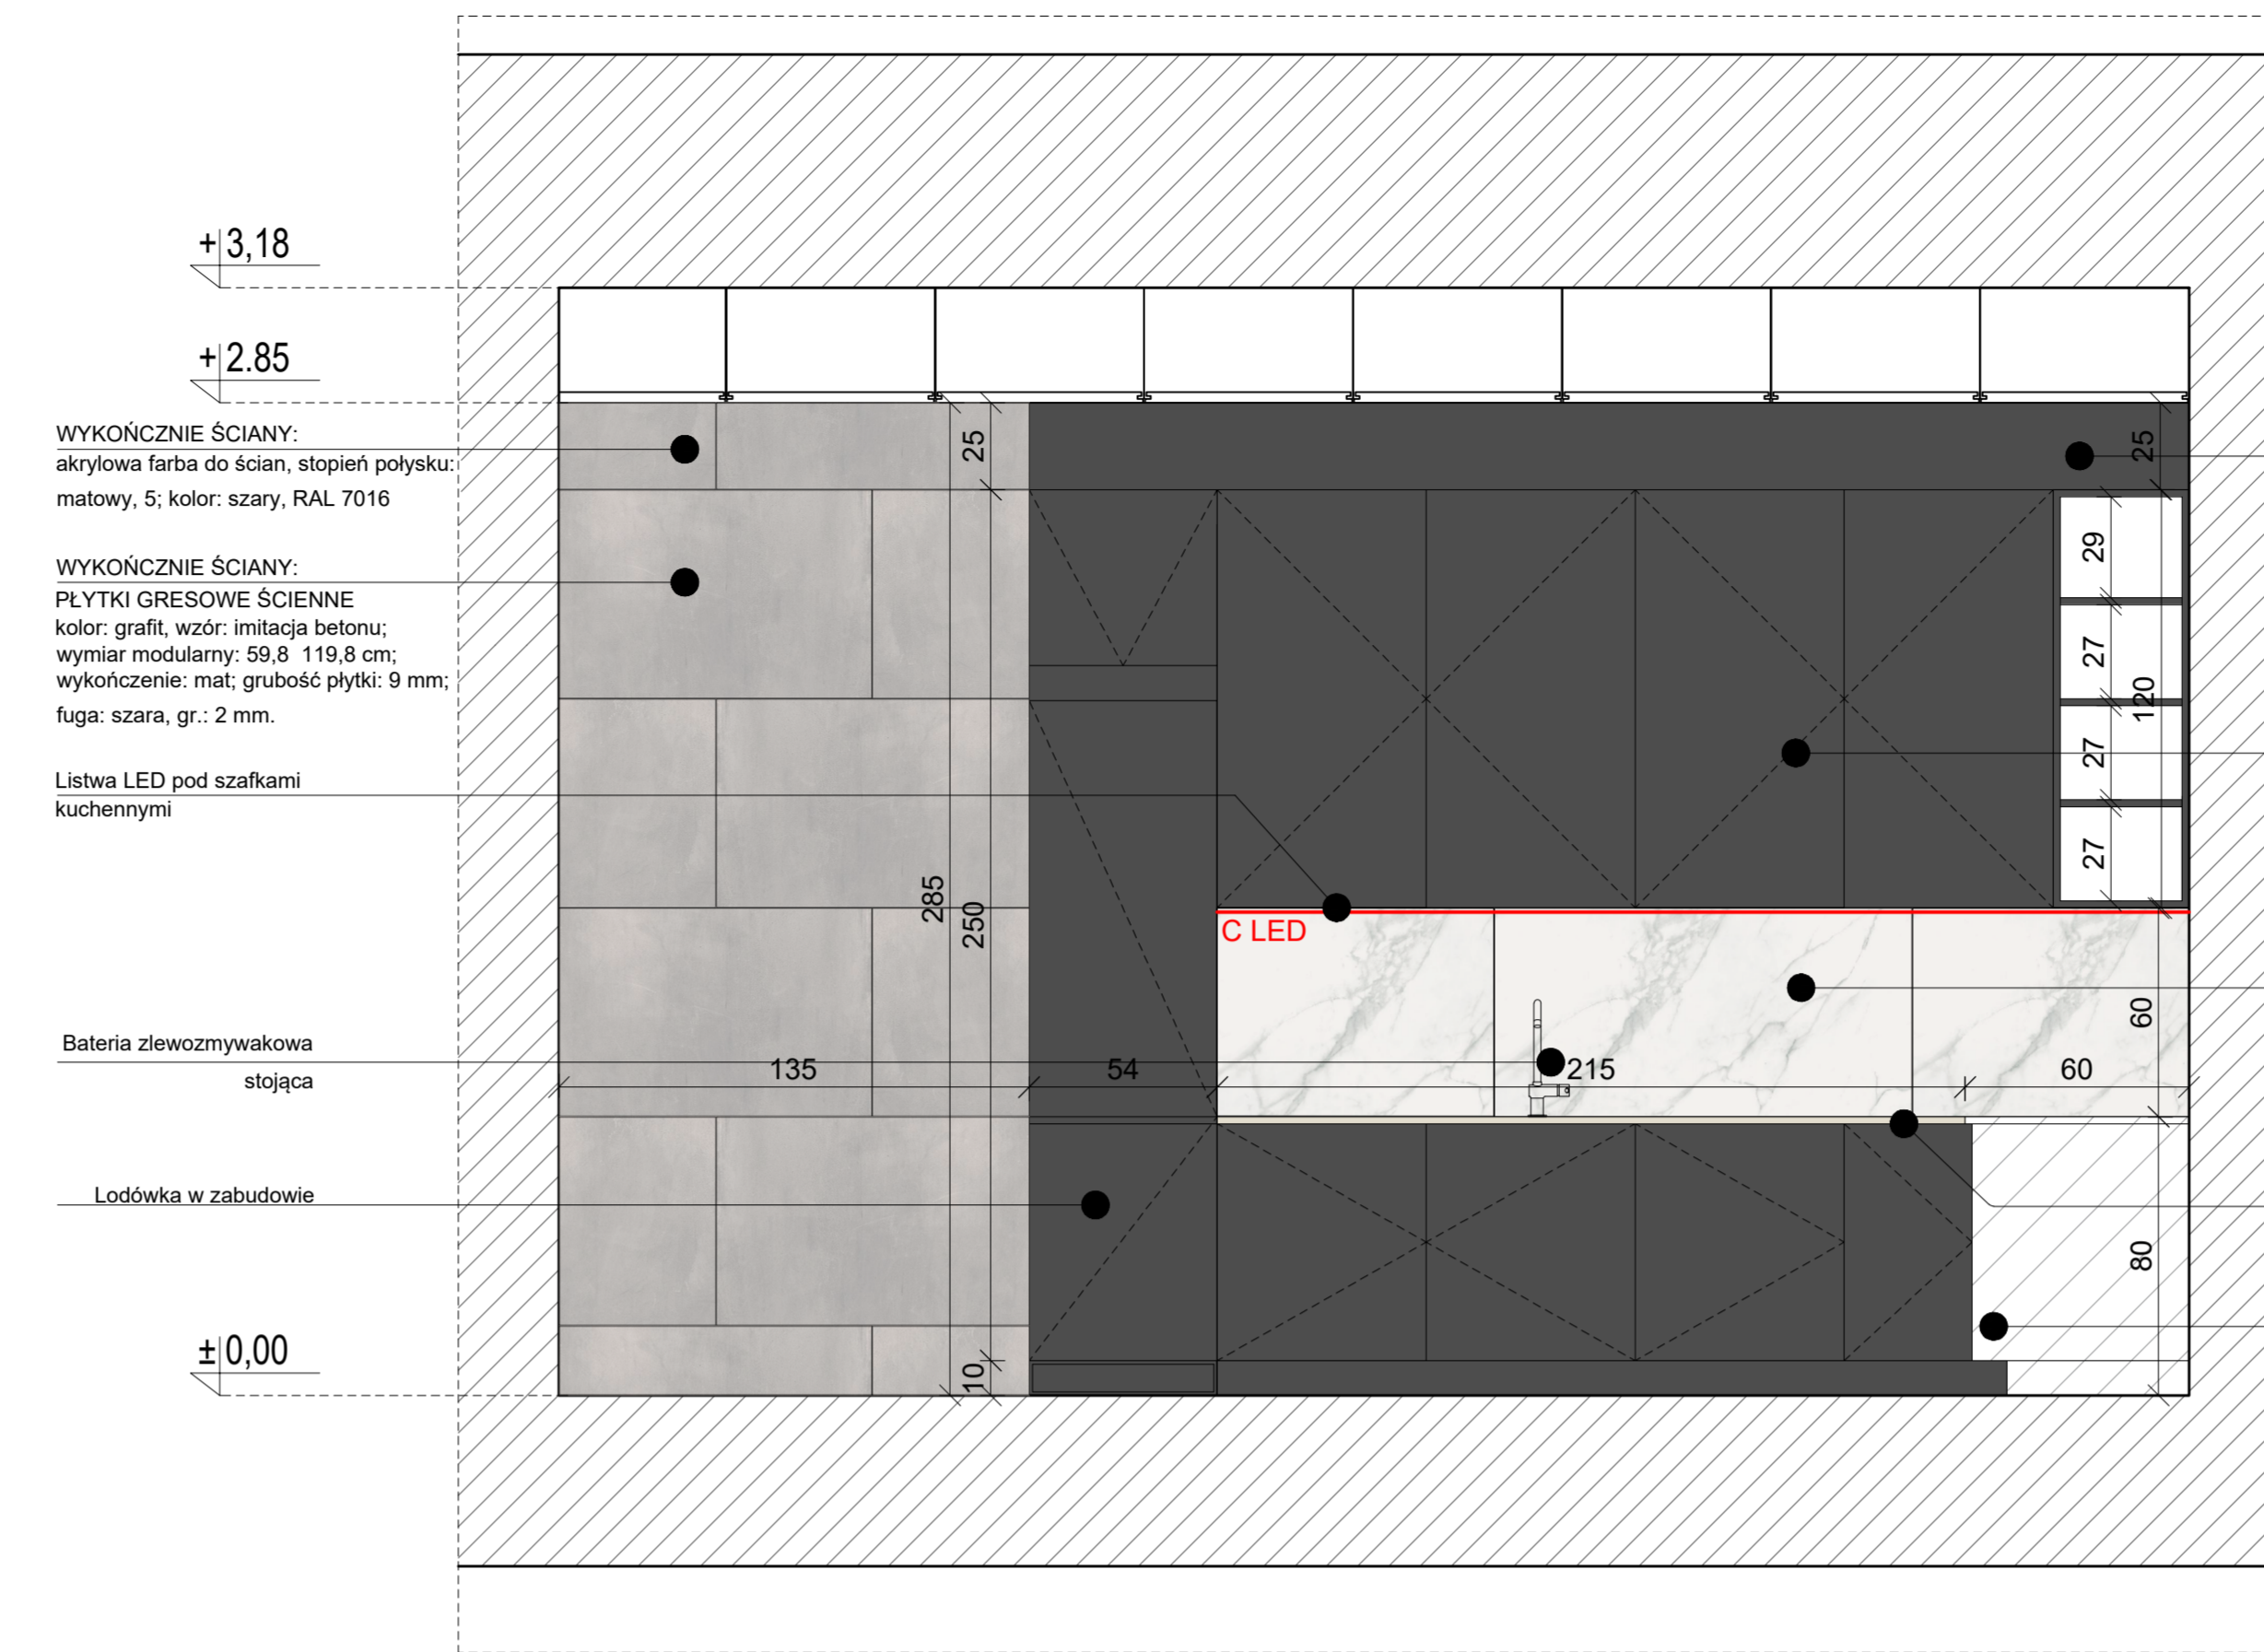 +3,18
+2.85
WYKOŃCZNIE ŚCIANY:
akrylowa farba do ścian, stopień połysku:
matowy, 5; kolor: szary, RAL 7016
WYKOŃCZNIE ŚCIANY:
PŁYTKI GRESOWE ŚCIENNE
kolor: grafit, wzór: imitacja betonu;
wymiar modularny: 59,8 119,8 cm;
wykończenie: mat; grubość płytki: 9 mm;
fuga: szara, gr.: 2 mm.
Listwa LED pod szafkami
kuchennymi
Bateria zlewozmywakowa
stojąca
Lodówka w zabudowie
±0,00
25
285
250
10
135
54
215
60
C LED
25
29
27
27
27
120
60
80